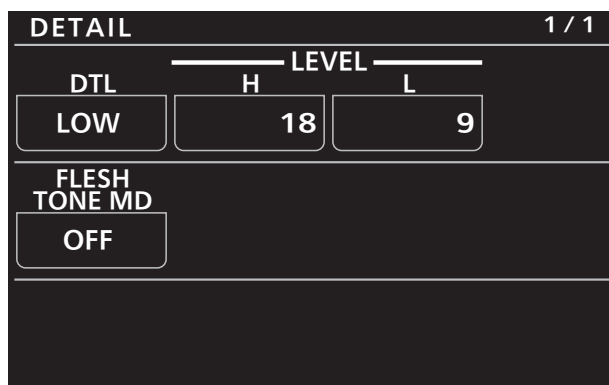 DETAIL 1 / 1
LEVEL
DTL H L
LOW 18 9
FLESH
TONE MD
OFF